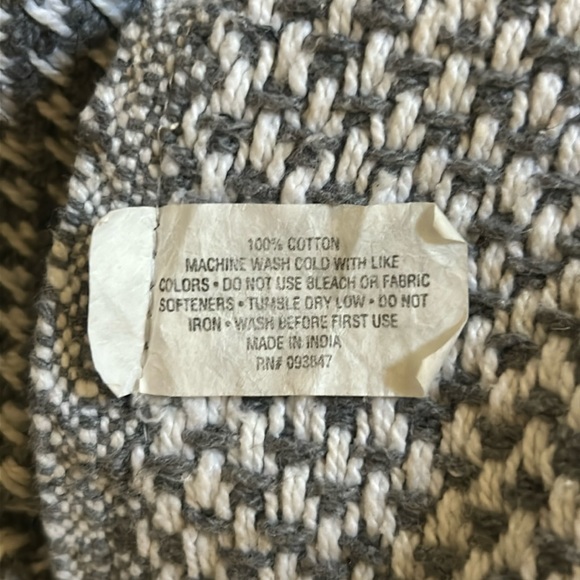 100% COTTON
MACHINE WASH COLD WITH LIKE
COLORS • DO NOT USE BLEACH OR FABRIC
SOFTENERS • TUMBLE DRY LOW • DO NOT
IRON • WASH BEFORE FIRST USE
MADE IN INDIA
RN# 093847